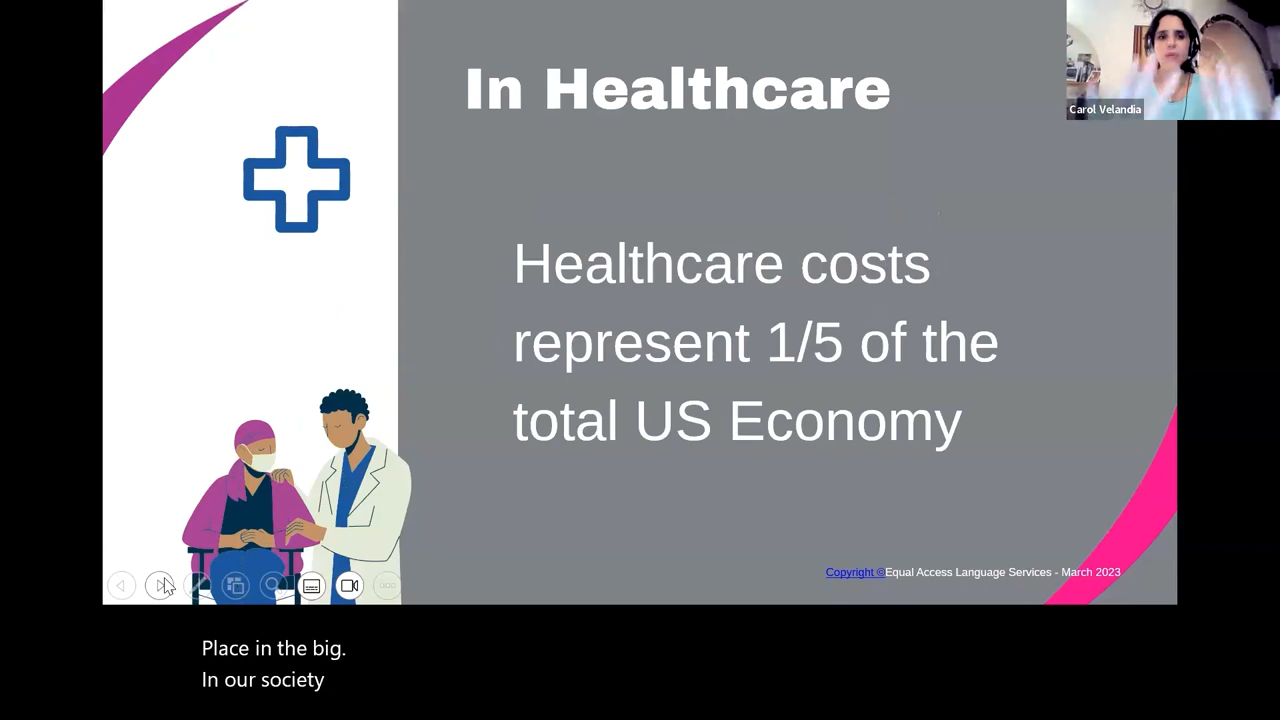 In Healthcare
Carol Velandia
Healthcare costs
represent 1/5 of the
total US Economy
Copyright ©Equal Access Language Services - March 2023
Place in the big.
In our society